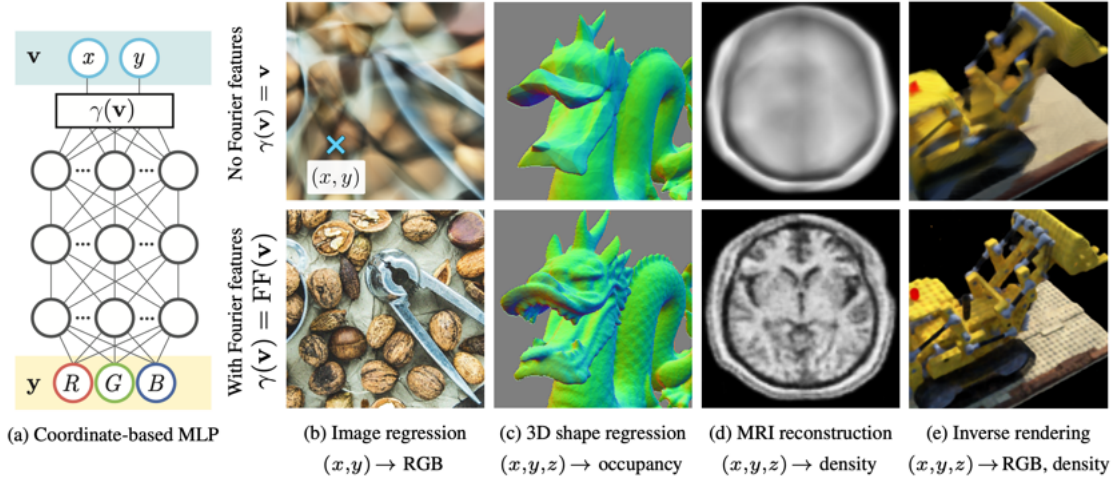 v
x y
γ(v)
y
R G B
(a) Coordinate-based MLP
No Fourier features
γ(v) = v
With Fourier features
γ(v) = FF(v)
(x, y)
(b) Image regression
(x,y) → RGB
(c) 3D shape regression
(x,y,z) → occupancy
(d) MRI reconstruction
(x,y,z) → density
(e) Inverse rendering
(x,y,z) → RGB, density